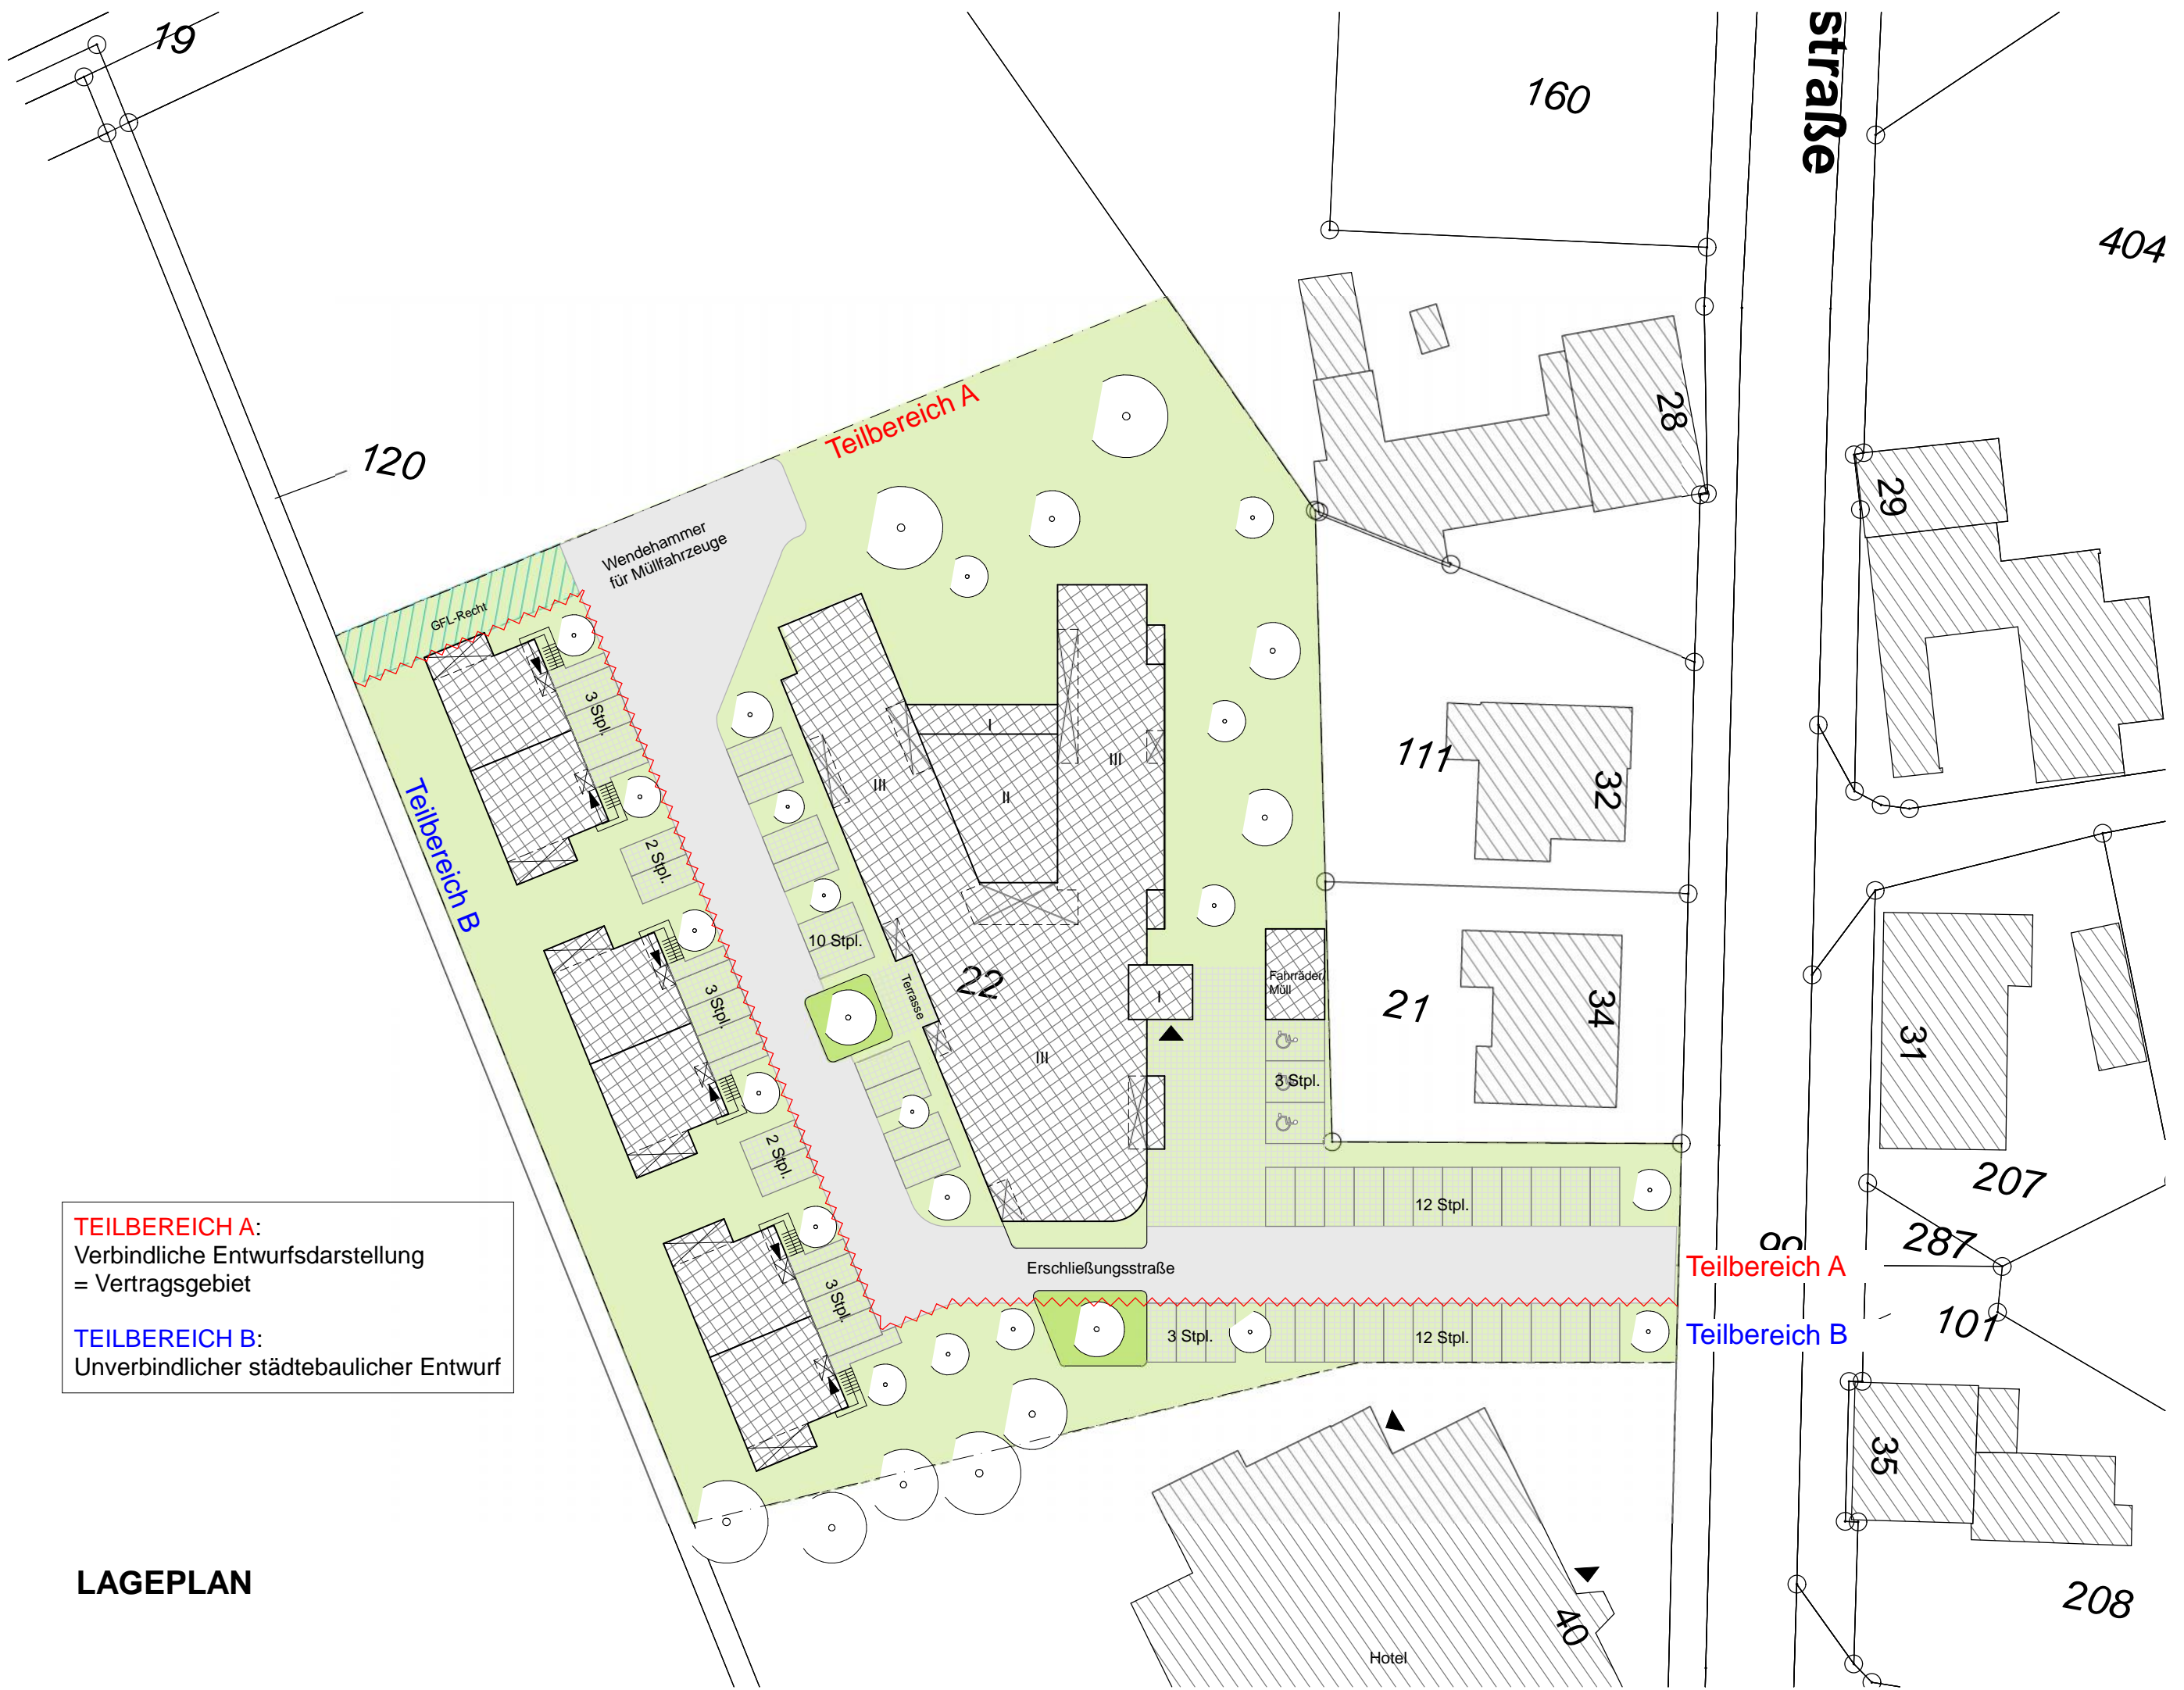 19
straße
160
404
120
Teilbereich A
28
29
Wendehammer
für Müllfahrzeuge
GFL-Recht
3 Stpl.
I
III
III
II
111
32
Teilbereich B
2 Stpl.
10 Stpl.
Terrasse
22
I
Fahrräder/
Müll
21
34
31
3 Stpl.
III
3 Stpl.
2 Stpl.
12 Stpl.
207
287
TEILBEREICH A:
Verbindliche Entwurfsdarstellung
= Vertragsgebiet
TEILBEREICH B:
Unverbindlicher städtebaulicher Entwurf
Erschließungsstraße
Teilbereich A
3 Stpl.
3 Stpl.
12 Stpl.
Teilbereich B
101
35
LAGEPLAN
40
Hotel
208